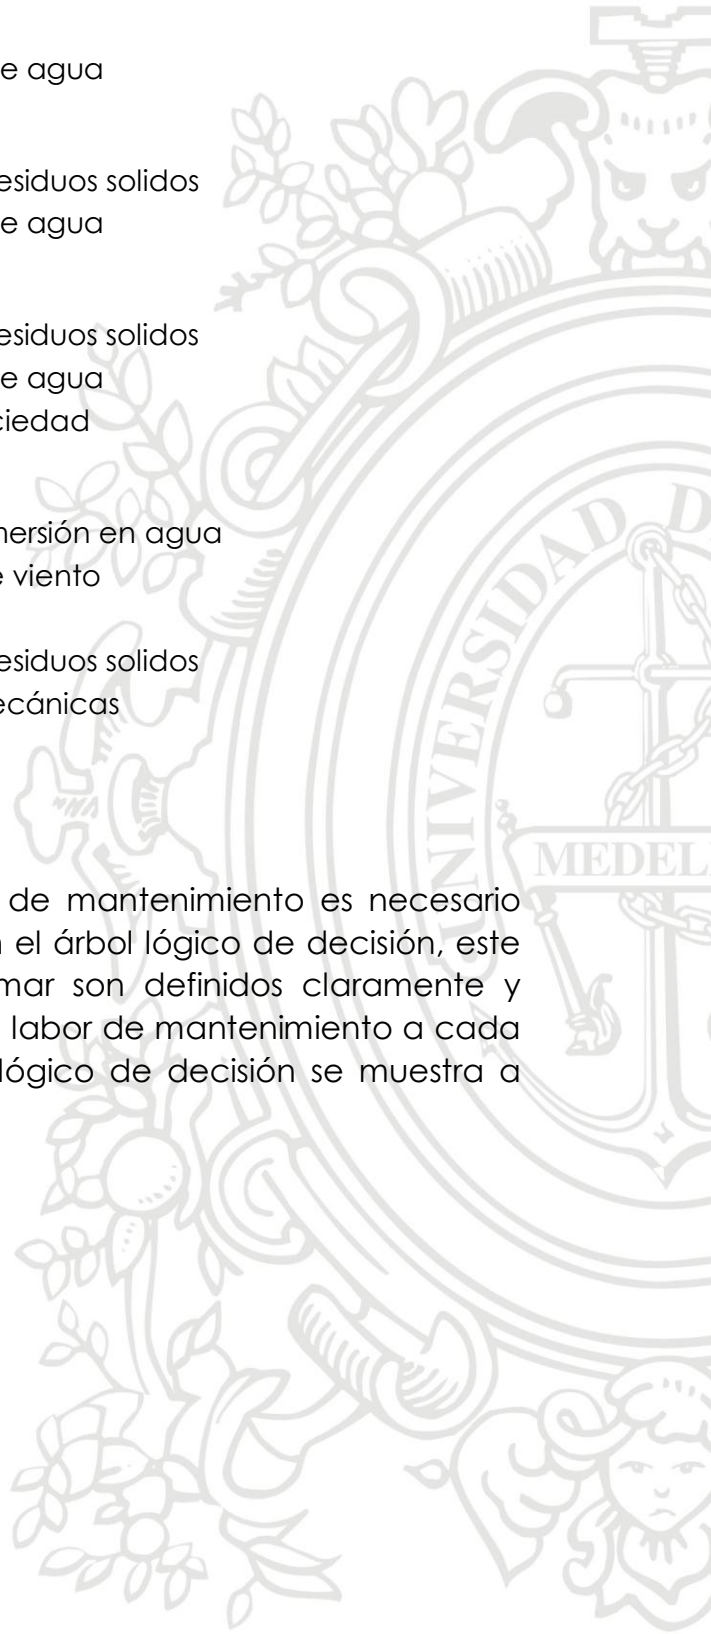 e agua
esiduos solidos
e agua
esiduos solidos
e agua
ciedad
mersión en agua
e viento
esiduos solidos
ecánicas
de mantenimiento es necesario
n el árbol lógico de decisión, este
mar son definidos claramente y
labor de mantenimiento a cada
lógico de decisión se muestra a
UNIVERSIDAD D
MEDEL